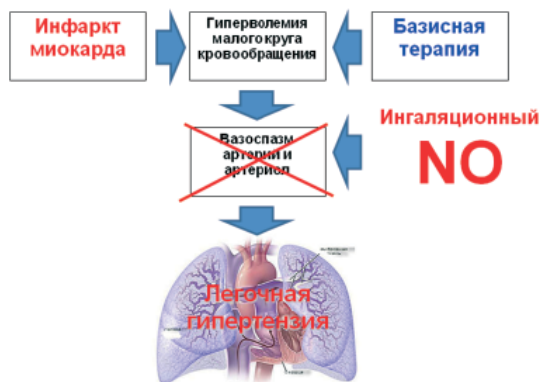 Инфаркт
миокарда
Гиперволемия
малого круга
кровообращения
Базисная
терапия
Вазоспазм
артерий и
артериол
Ингаляционный
NO
Легочная
гипертензия